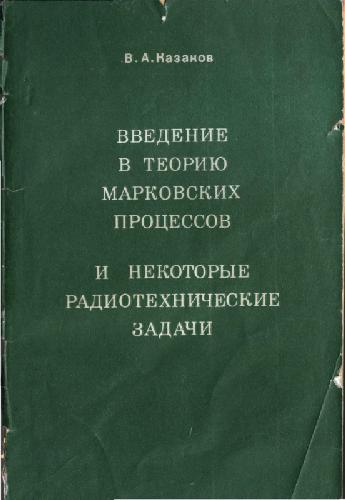 В. А. Казаков
ВВЕДЕНИЕ
В ТЕОРИЮ
МАРКОВСКИХ
ПРОЦЕССОВ
И НЕКОТОРЫЕ
РАДИОТЕХНИЧЕСКИЕ
ЗАДАЧИ